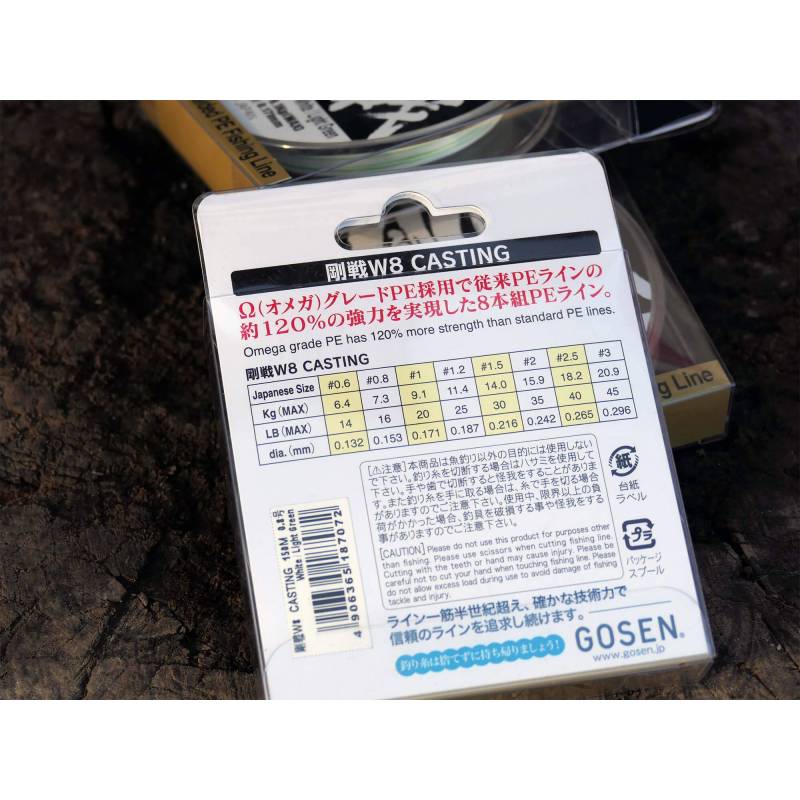 ded PE Fishing Line
剛戦W8 CASTING
Ω(オメガ)グレードPE採用で従来PEラインの
約120%の強力を実現した8本組PEライン。
Omega grade PE has 120% more strength than standard PE lines.
剛戦W8 CASTING
Japanese Size #0.6 #0.8 #1 #1.2 #1.5 #2 #2.5 #3
Kg(MAX) 6.4 7.3 9.1 11.4 14.0 15.9 18.2 20.9
LB(MAX) 14 16 20 25 30 35 40 45
dia.(mm) 0.132 0.153 0.171 0.187 0.216 0.242 0.265 0.296
g Line
[⚠注意]本商品は魚釣り以外の目的には使用しない
で下さい。釣り糸を切断する場合はハサミを使用して
下さい。手や歯で切断すると怪我をすることがありま
す。また釣り糸を手に取る場合は、糸で手を切る場合
がありますのでご注意下さい。使用中、限界以上の負
荷がかかった場合、釣具を破損する事や怪我をする
事がありますのでご注意下さい。
[CAUTION] Please do not use this product for purposes other
than fishing. Please use scissors when cutting fishing line.
Cutting with the teeth or hand may cause injury. Please be
careful not to cut your hand when touching fishing line. Please
do not allow excess load during use to avoid damage of fishing
tackle and injury.
紙
台紙
ラベル
プラ
パッケージ
スプール
剛戦W8 CASTING 150M 0.8号
White / Light Green
4906365187072
ライン一筋半世紀超え、確かな技術力で
信頼のラインを追求し続けます。
釣り糸は捨てずに持ち帰りましょう!
GOSEN®
www.gosen.jp